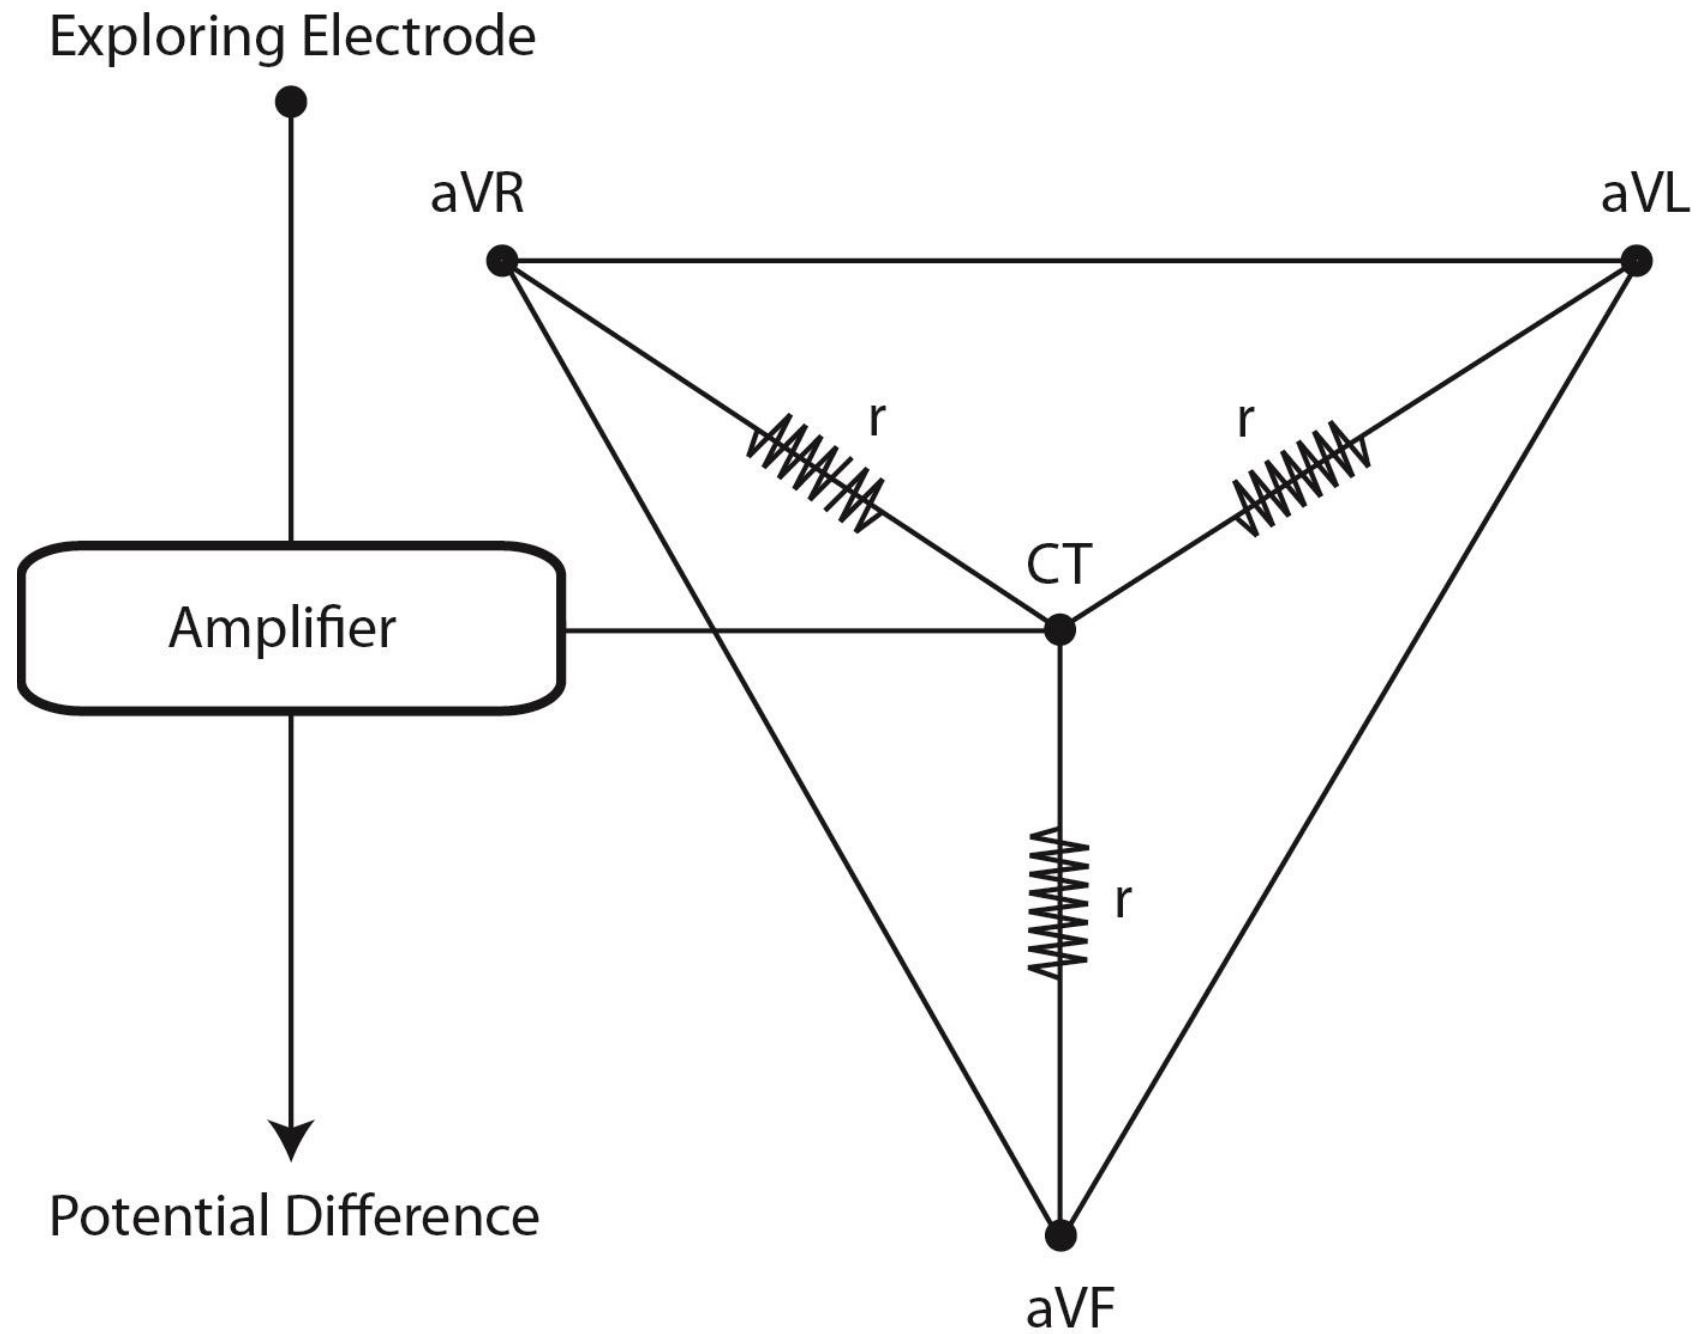 Exploring Electrode
aVR
aVL
r
r
CT
Amplifier
r
Potential Difference
aVF